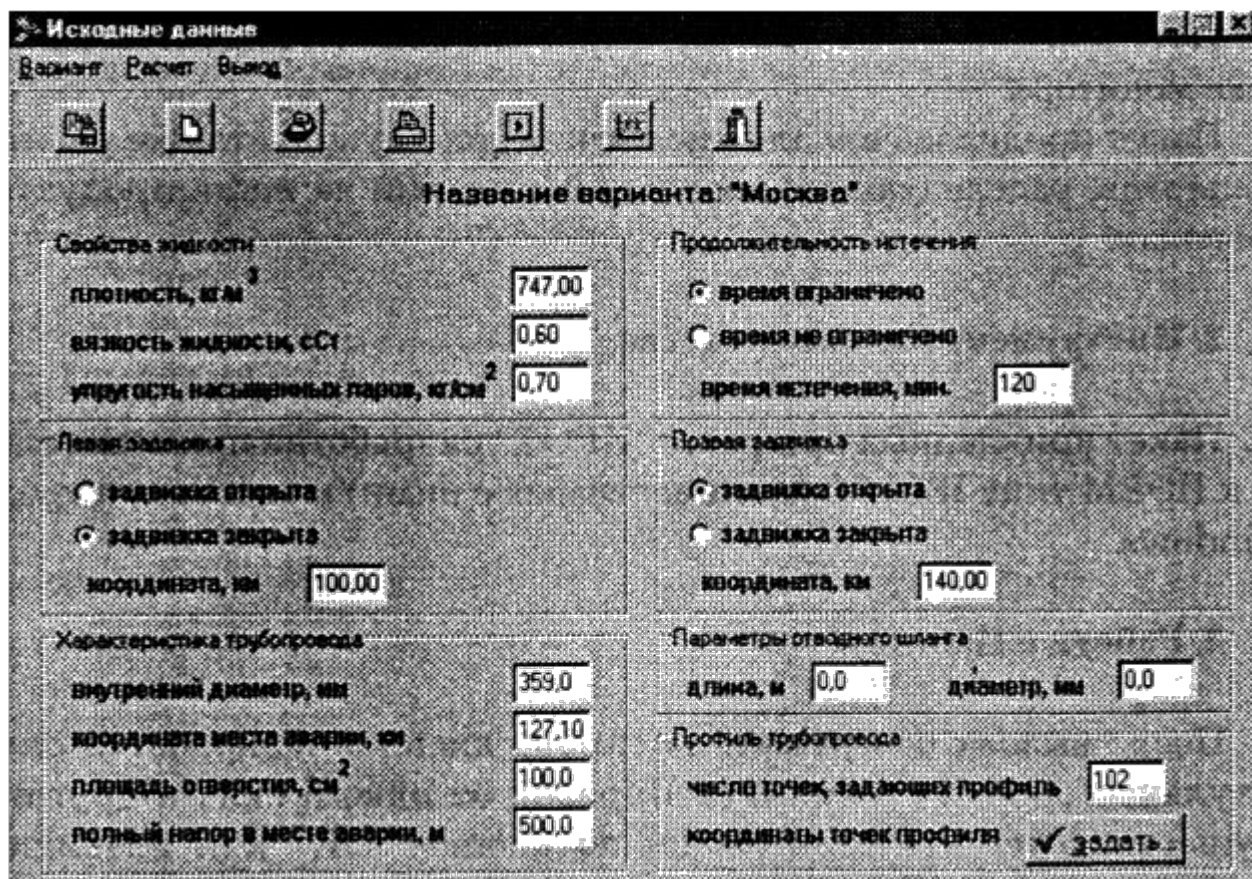 Исходные данные
Вариант Расчет Выход
Название варианта: "Москва"
Свойства жидкости
плотность, кг/м³ 747,00
вязкость жидкости, сСт 0,60
упругость насыщенных паров, кг/см² 0,70
Продолжительность истечения
время ограничено
время не ограничено
время истечения, мин. 120
Левая задвижка
задвижка открыта
задвижка закрыта
координата, км 100,00
Правая задвижка
задвижка открыта
задвижка закрыта
координата, км 140,00
Характеристика трубопровода
внутренний диаметр, мм 359,0
координата места аварии, км 127,10
площадь отверстия, см² 100,0
полный напор в месте аварии, м 500,0
Параметры отводного шланга
длина, м 0,0 диаметр, мм 0,0
Профиль трубопровода
число точек, задающих профиль 102
координаты точек профиля задать...